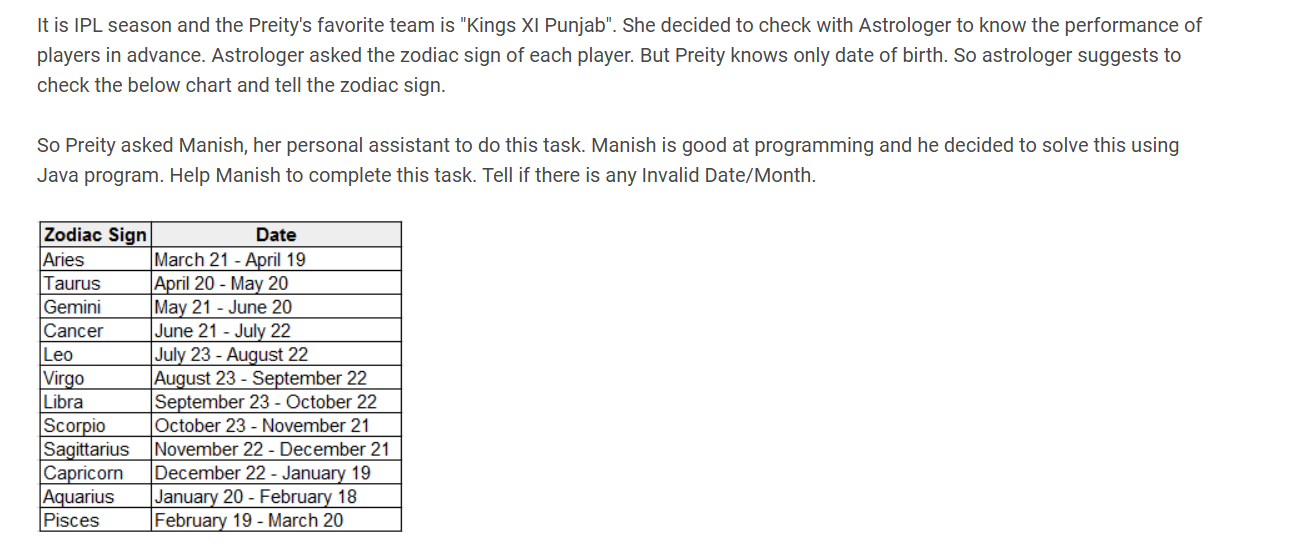 It is IPL season and the Preity's favorite team is "Kings XI Punjab". She decided to check with Astrologer to know the performance of
players in advance. Astrologer asked the zodiac sign of each player. But Preity knows only date of birth. So astrologer suggests to
check the below chart and tell the zodiac sign.
So Preity asked Manish, her personal assistant to do this task. Manish is good at programming and he decided to solve this using
Java program. Help Manish to complete this task. Tell if there is any Invalid Date/Month.
Zodiac Sign Date
Aries March 21 - April 19
Taurus April 20 - May 20
Gemini May 21 - June 20
Cancer June 21 - July 22
Leo July 23 - August 22
Virgo August 23 - September 22
Libra September 23 - October 22
Scorpio October 23 - November 21
Sagittarius November 22 - December 21
Capricorn December 22 - January 19
Aquarius January 20 - February 18
Pisces February 19 - March 20